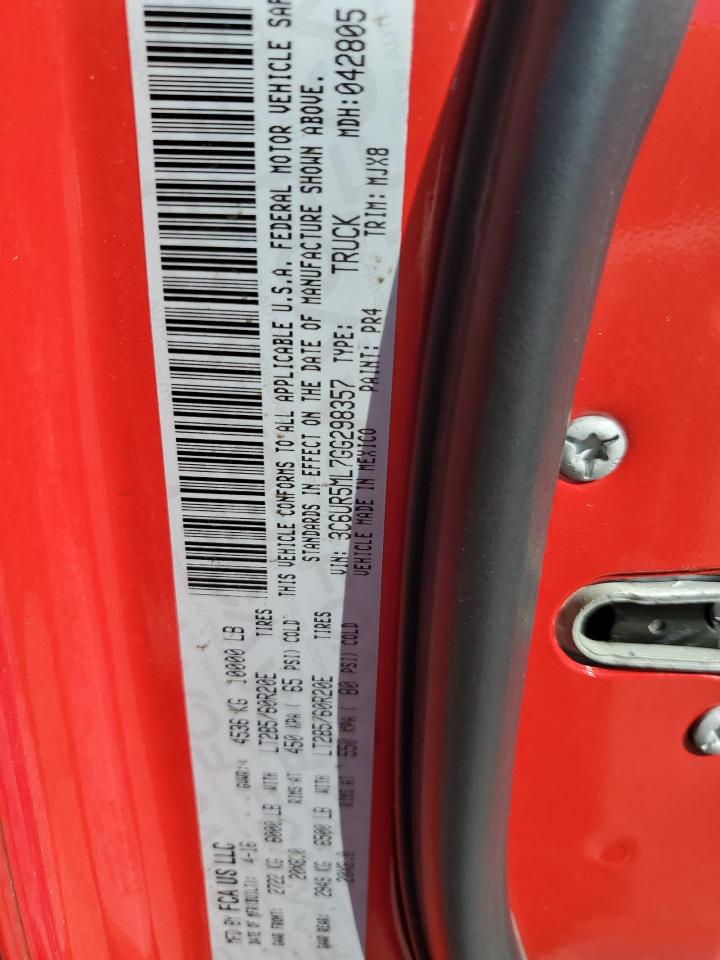 MFD BY FCA US LLC
DATE OF MFR(BUILT): 4-16 GVWR: 4536 KG 10000 LB
GAWR FRONT: 2722 KG 6000 LB WITH LT285/60R20E TIRES
20X8.0 RIMS AT 450 KPA ( 65 PSI) COLD
GAWR REAR: 2948 KG 6500 LB WITH LT285/60R20E TIRES
20X8.0 RIMS AT 550 KPA ( 80 PSI) COLD
THIS VEHICLE CONFORMS TO ALL APPLICABLE U.S.A. FEDERAL MOTOR VEHICLE SAF
STANDARDS IN EFFECT ON THE DATE OF MANUFACTURE SHOWN ABOVE.
VIN: 3C6UR5ML7GG298357 TYPE: TRUCK MDH:042805
VEHICLE MADE IN MEXICO PAINT: PR4 TRIM: MJX8